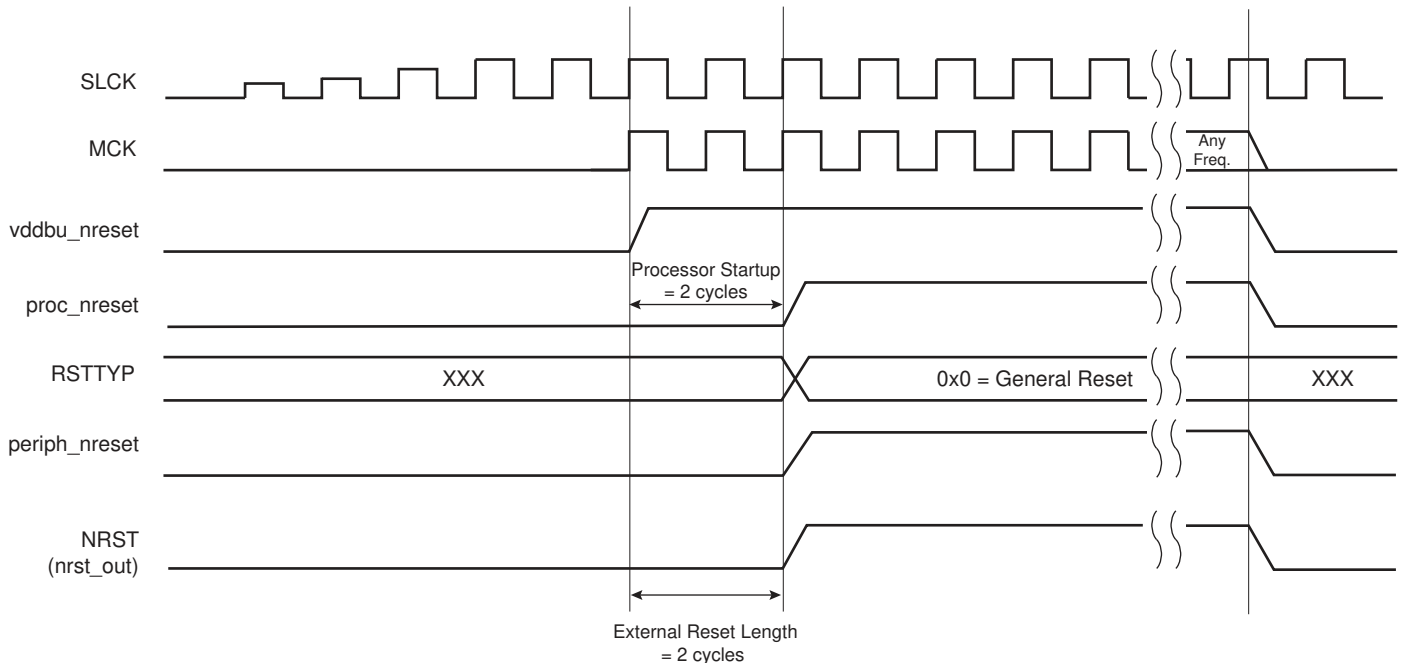 SLCK
MCK
Any
Freq.
vddbu_nreset
Processor Startup
= 2 cycles
proc_nreset
RSTTYP
XXX
0x0 = General Reset
XXX
periph_nreset
NRST
(nrst_out)
External Reset Length
= 2 cycles